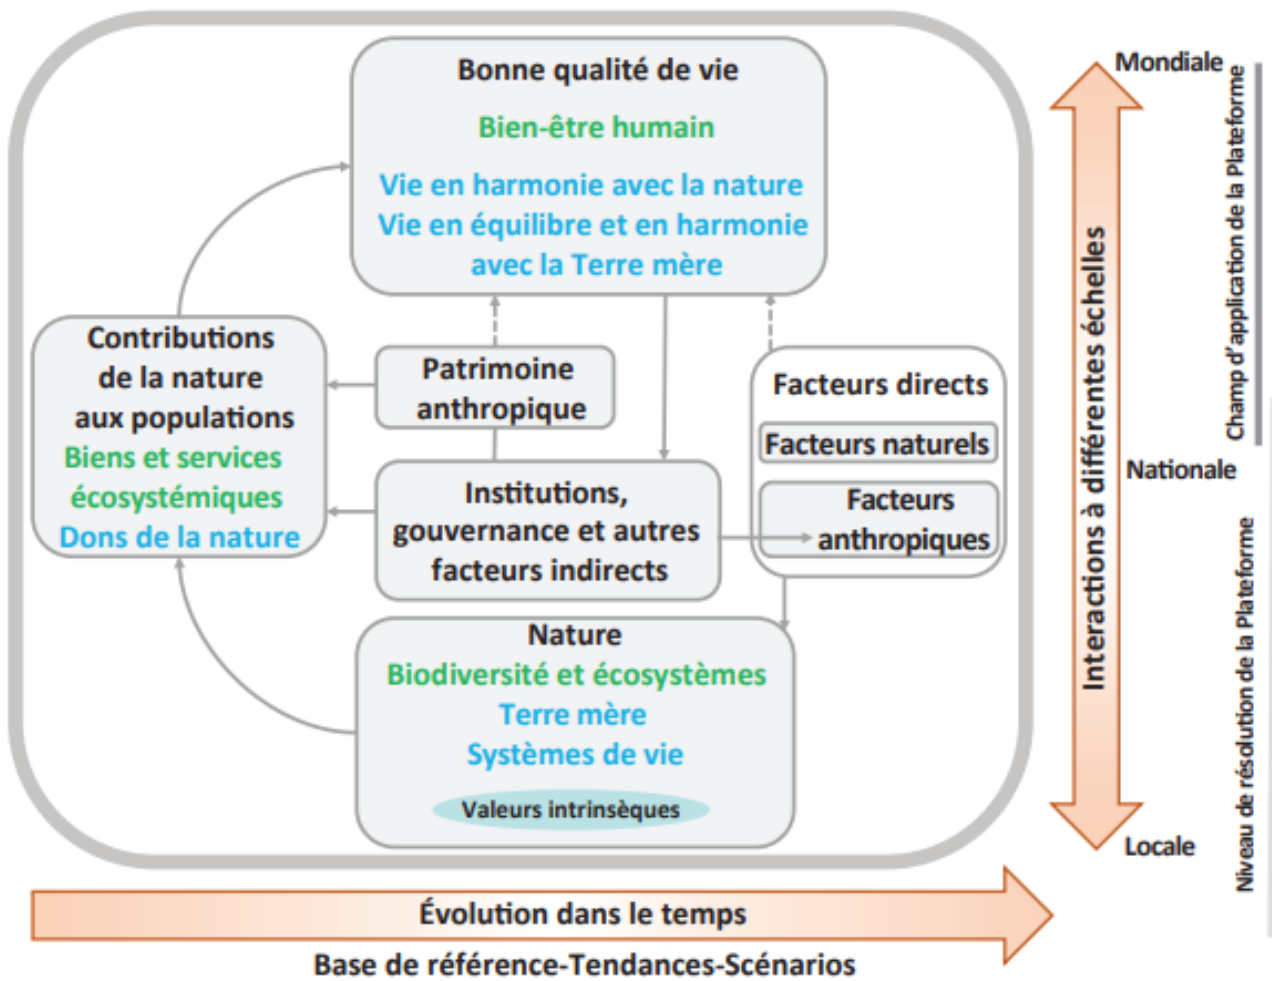 Bonne qualité de vie
Bien-être humain
Vie en harmonie avec la nature
Vie en équilibre et en harmonie
avec la Terre mère
Contributions
de la nature
aux populations
Biens et services
écosystémiques
Dons de la nature
Patrimoine
anthropique
Institutions,
gouvernance et autres
facteurs indirects
Facteurs directs
Facteurs naturels
Facteurs
anthropiques
Nature
Biodiversité et écosystèmes
Terre mère
Systèmes de vie
Valeurs intrinsèques
Interactions à différentes échelles
Mondiale
Nationale
Locale
Champ d'application de la Plateforme
Niveau de résolution de la Plateforme
Évolution dans le temps
Base de référence-Tendances-Scénarios